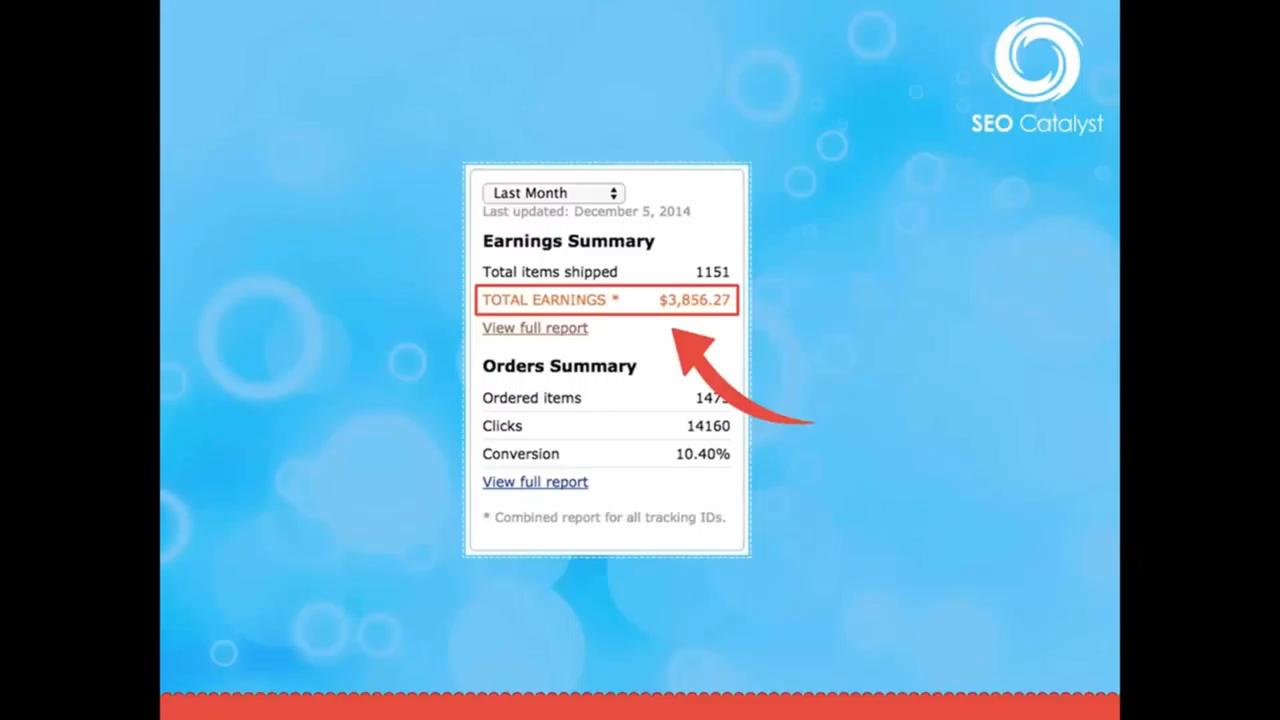 SEO Catalyst
Last Month
Last updated: December 5, 2014
Earnings Summary
Total items shipped 1151
TOTAL EARNINGS * $3,856.27
View full report
Orders Summary
Ordered items
Clicks 14160
Conversion 10.40%
View full report
* Combined report for all tracking IDs.